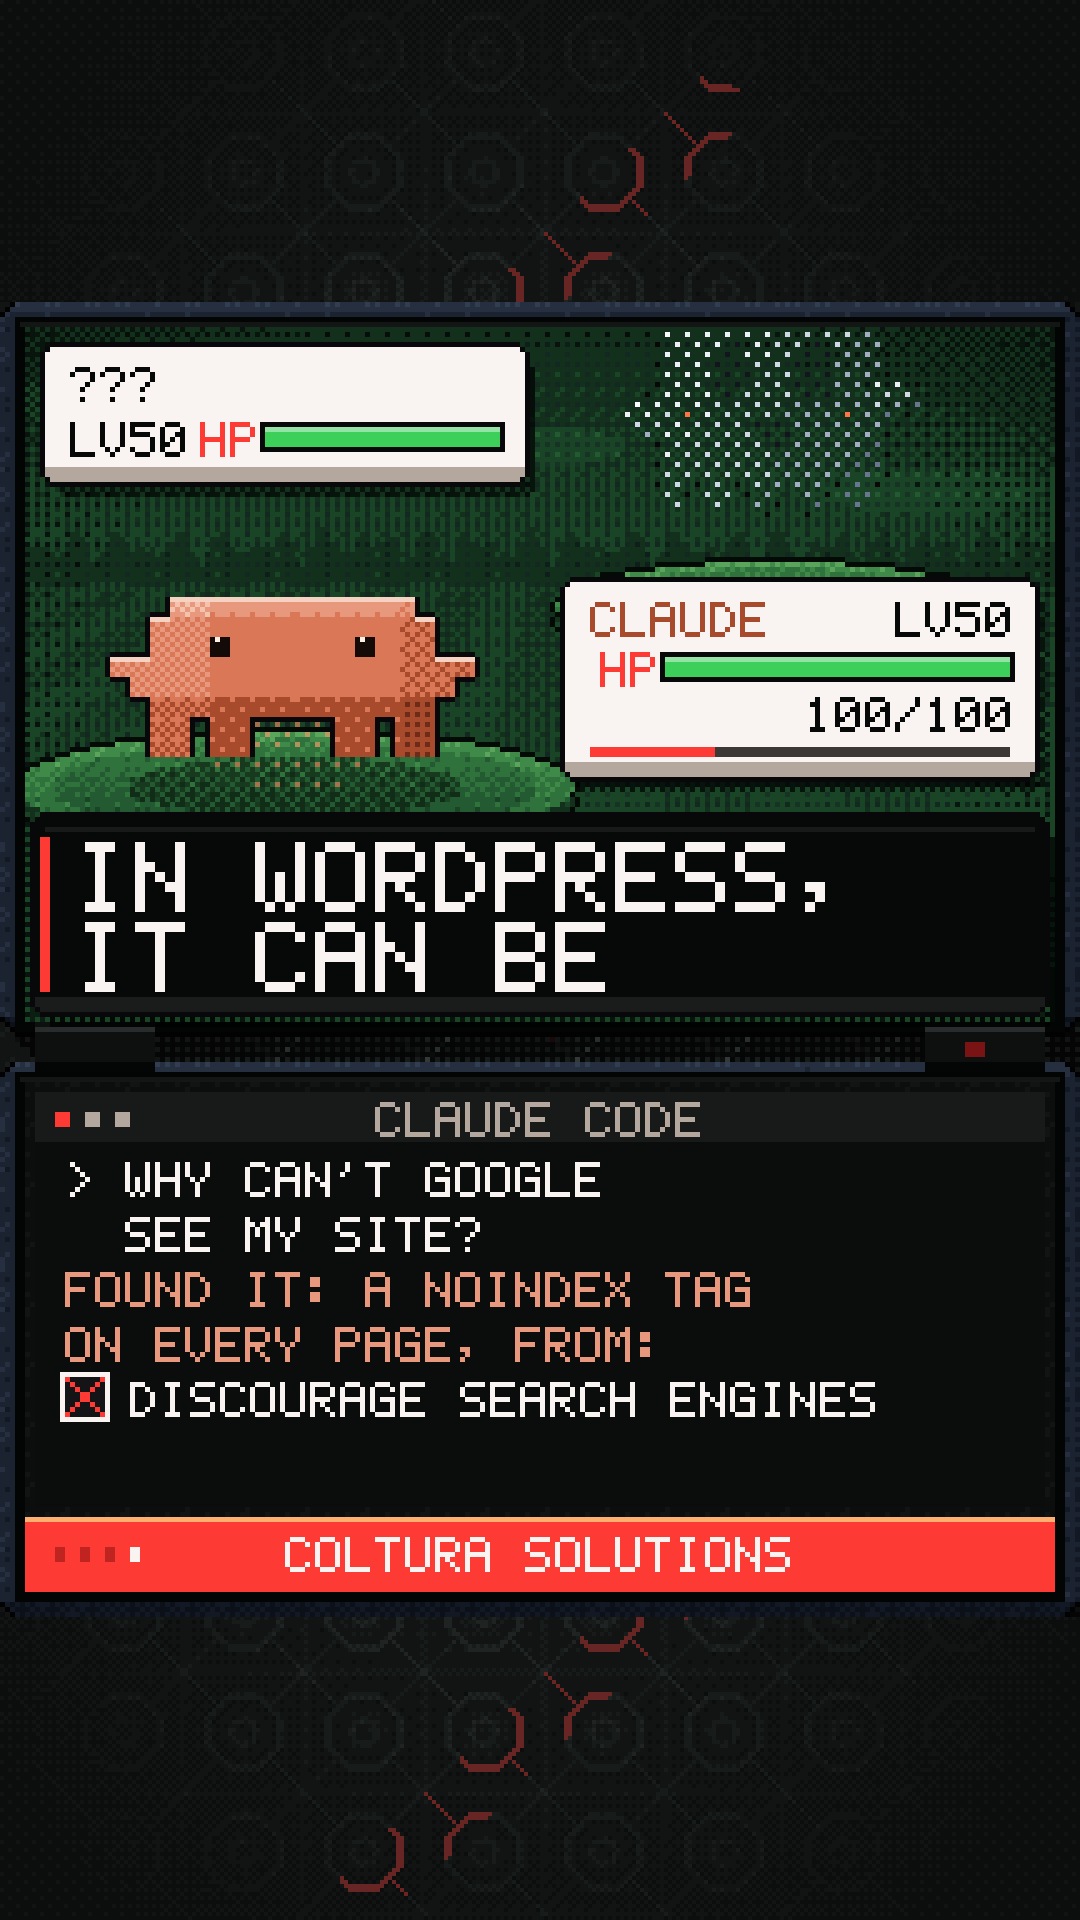 ???
LV50 HP
CLAUDE LV50
HP
100/100
IN WORDPRESS,
IT CAN BE
CLAUDE CODE
> WHY CAN'T GOOGLE
SEE MY SITE?
FOUND IT: A NOINDEX TAG
ON EVERY PAGE, FROM:
DISCOURAGE SEARCH ENGINES
COLTURA SOLUTIONS